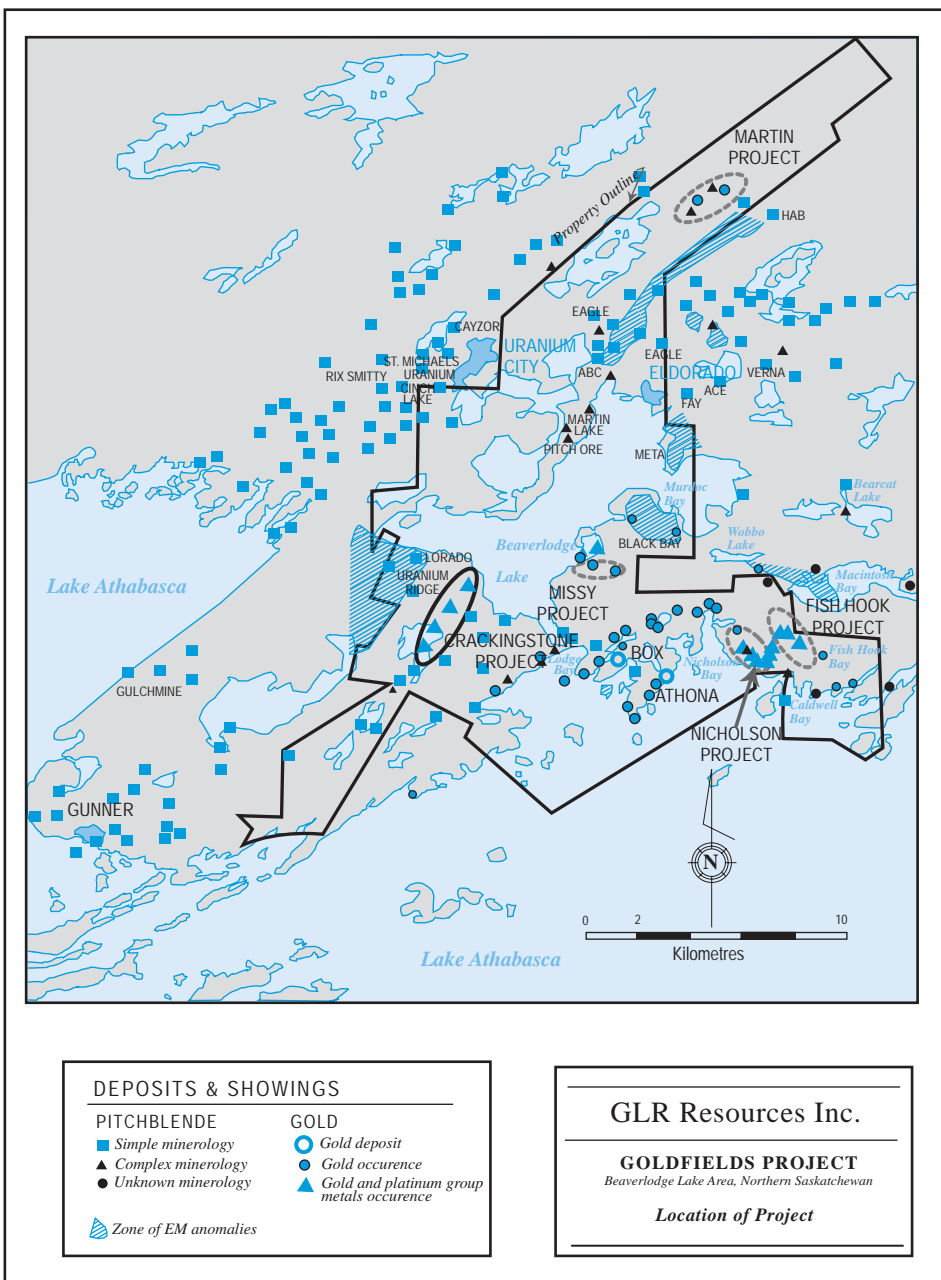 MARTIN
PROJECT
Property Outline
HAB
EAGLE
CAYZOR
URANIUM
CITY
EAGLE
ELDORADO
ST. MICHAELS
RIX SMITTY
URANIUM
CINCH
LAKE
ABC
VERNA
ACE
FAY
MARTIN
LAKE
PITCH ORE
META
Murdoc
Bay
Bearcat
Lake
BLACK BAY
Wobbo
Lake
Beaverlodge
Lake
LORADO
URANIUM
RIDGE
Lake Athabasca
Macintosh
Bay
MISSY
PROJECT
FISH HOOK
PROJECT
CRACKINGSTONE
PROJECT
Lodge
Bay
BOX
Nicholson
Bay
Fish Hook
Bay
GULCHMINE
ATHONA
Caldwell
Bay
NICHOLSON
PROJECT
GUNNER
N
0 2 10
Kilometres
Lake Athabasca
DEPOSITS & SHOWINGS
PITCHBLENDE
Simple minerology
Complex minerology
Unknown minerology
Zone of EM anomalies
GOLD
Gold deposit
Gold occurence
Gold and platinum group
metals occurence
GLR Resources Inc.
GOLDFIELDS PROJECT
Beaverlodge Lake Area, Northern Saskatchewan
Location of Project